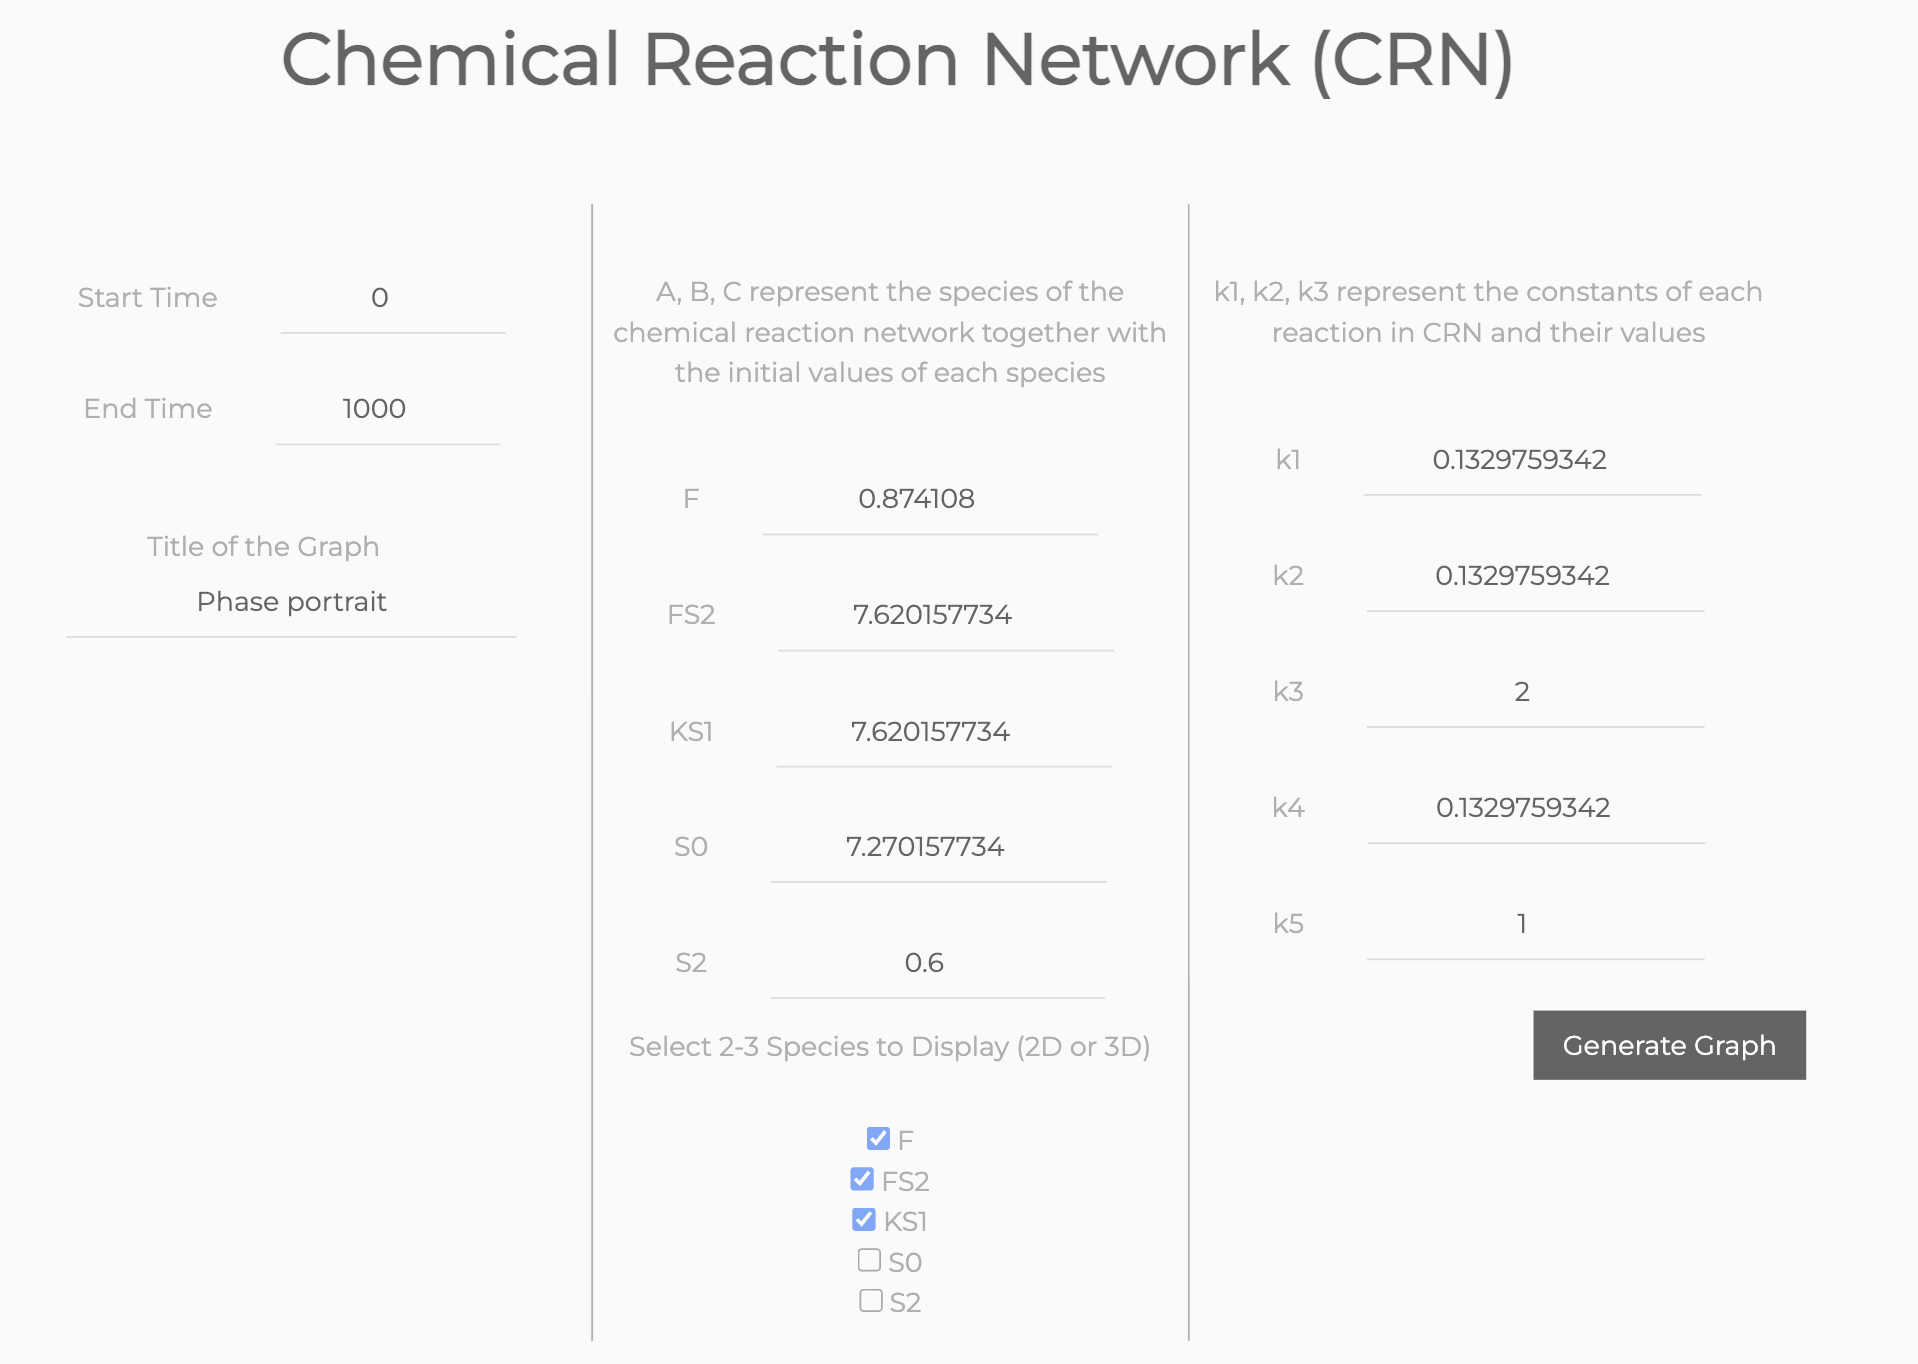 Chemical Reaction Network (CRN)
Start Time 0
End Time 1000
Title of the Graph
Phase portrait
A, B, C represent the species of the
chemical reaction network together with
the initial values of each species
F 0.874108
FS2 7.620157734
KS1 7.620157734
S0 7.270157734
S2 0.6
Select 2-3 Species to Display (2D or 3D)
F
FS2
KS1
S0
S2
k1, k2, k3 represent the constants of each
reaction in CRN and their values
k1 0.1329759342
k2 0.1329759342
k3 2
k4 0.1329759342
k5 1
Generate Graph